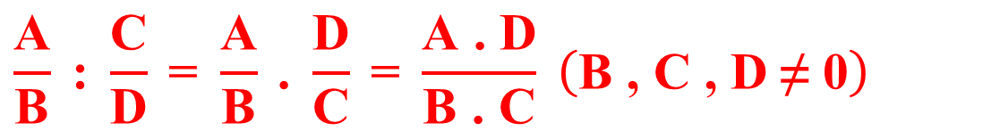 A/B : C/D = A/B . D/C = A . D/B . C (B , C , D ≠ 0)